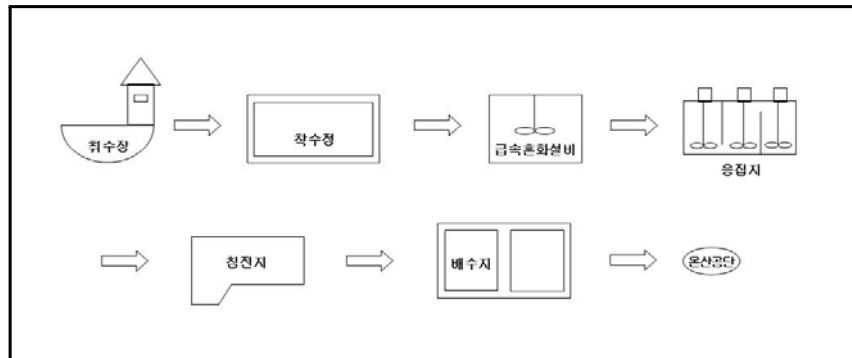 취수장
착수정
급속혼화설비
응집지
침전지
배수지
온산공단